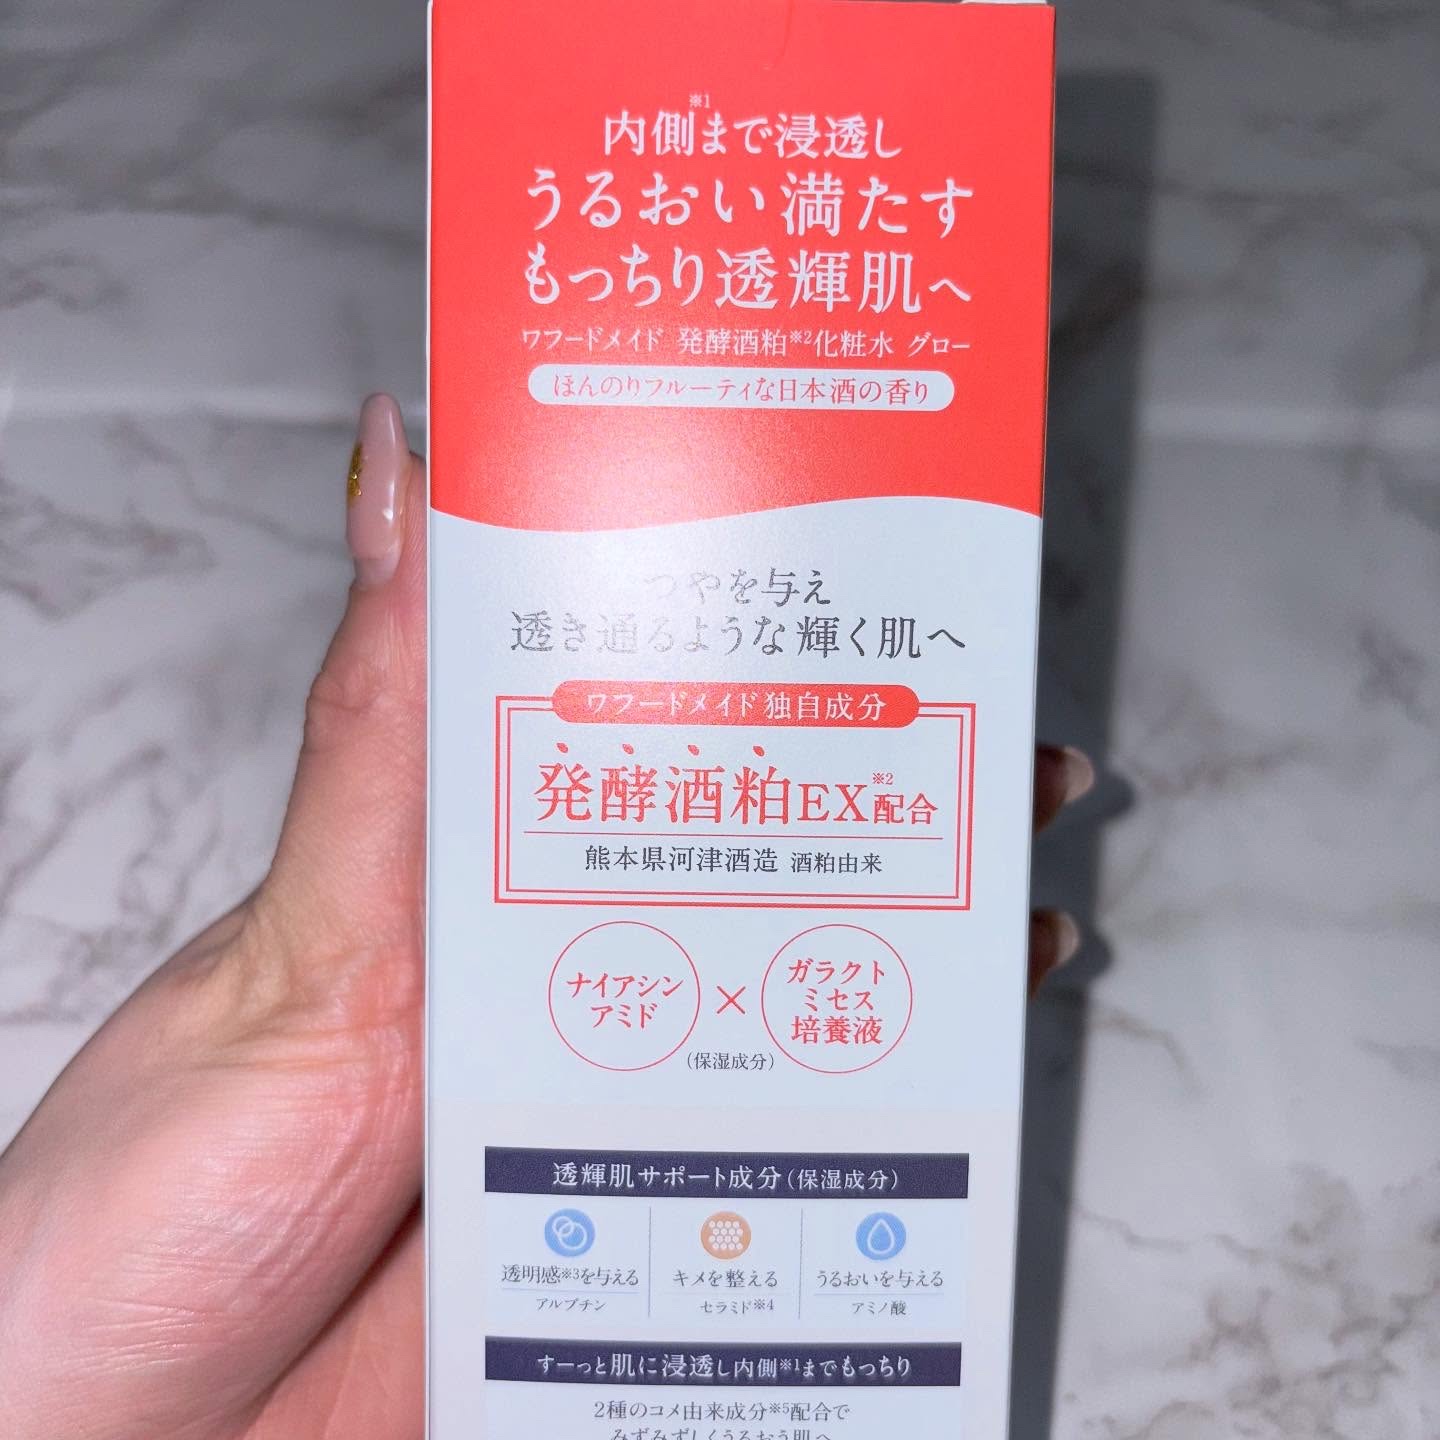 ※1
内側まで浸透し
うるおい満たす
もっちり透輝肌へ
ワフードメイド 発酵酒粕※2化粧水 グロー
ほんのりフルーティな日本酒の香り
つやを与え
透き通るような輝く肌へ
ワフードメイド独自成分
発酵酒粕EX※2配合
熊本県河津酒造 酒粕由来
ナイアシン
アミド
×
ガラクト
ミセス
培養液
(保湿成分)
透輝肌サポート成分(保湿成分)
透明感※3を与える
アルブチン
キメを整える
セラミド※4
うるおいを与える
アミノ酸
すーっと肌に浸透し内側※1までもっちり
2種のコメ由来成分※5配合で
みずみずしくうるおう肌へ